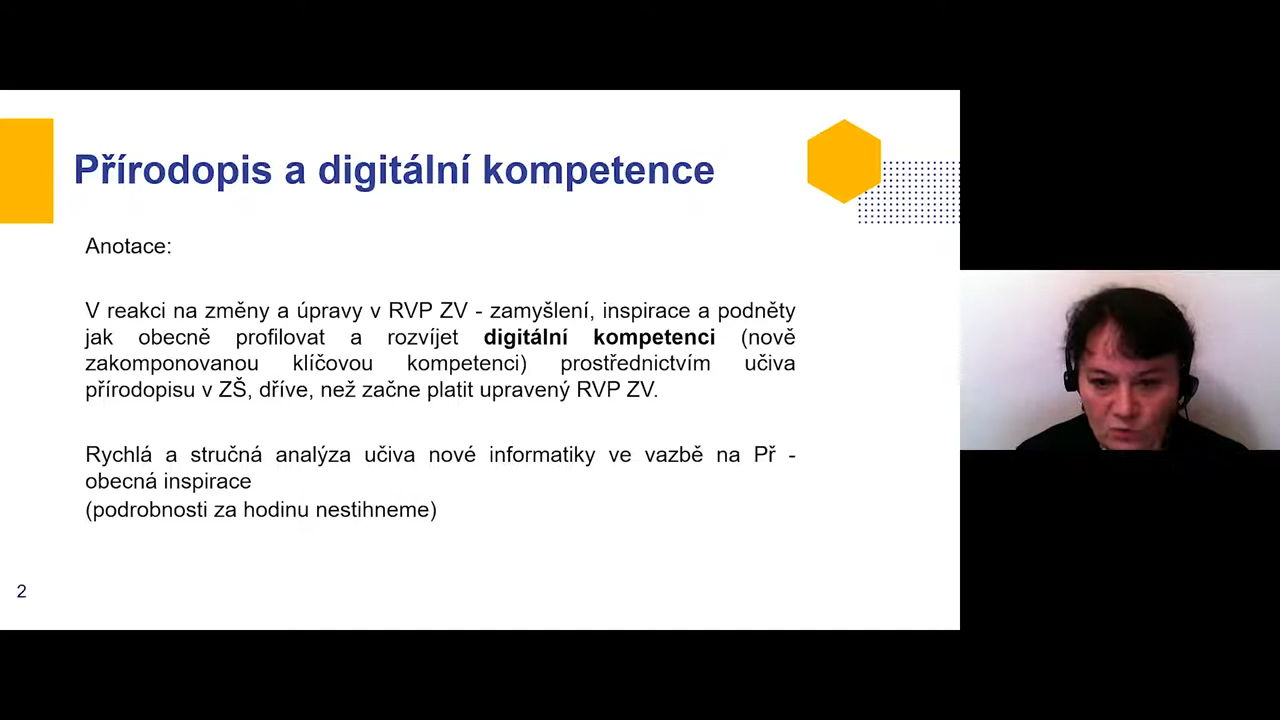 Přírodopis a digitální kompetence
Anotace:
V reakci na změny a úpravy v RVP ZV - zamyšlení, inspirace a podněty
jak obecně profilovat a rozvíjet digitální kompetenci (nově
zakomponovanou klíčovou kompetenci) prostřednictvím učiva
přírodopisu v ZŠ, dříve, než začne platit upravený RVP ZV.
Rychlá a stručná analýza učiva nové informatiky ve vazbě na Př -
obecná inspirace
(podrobnosti za hodinu nestihneme)
2